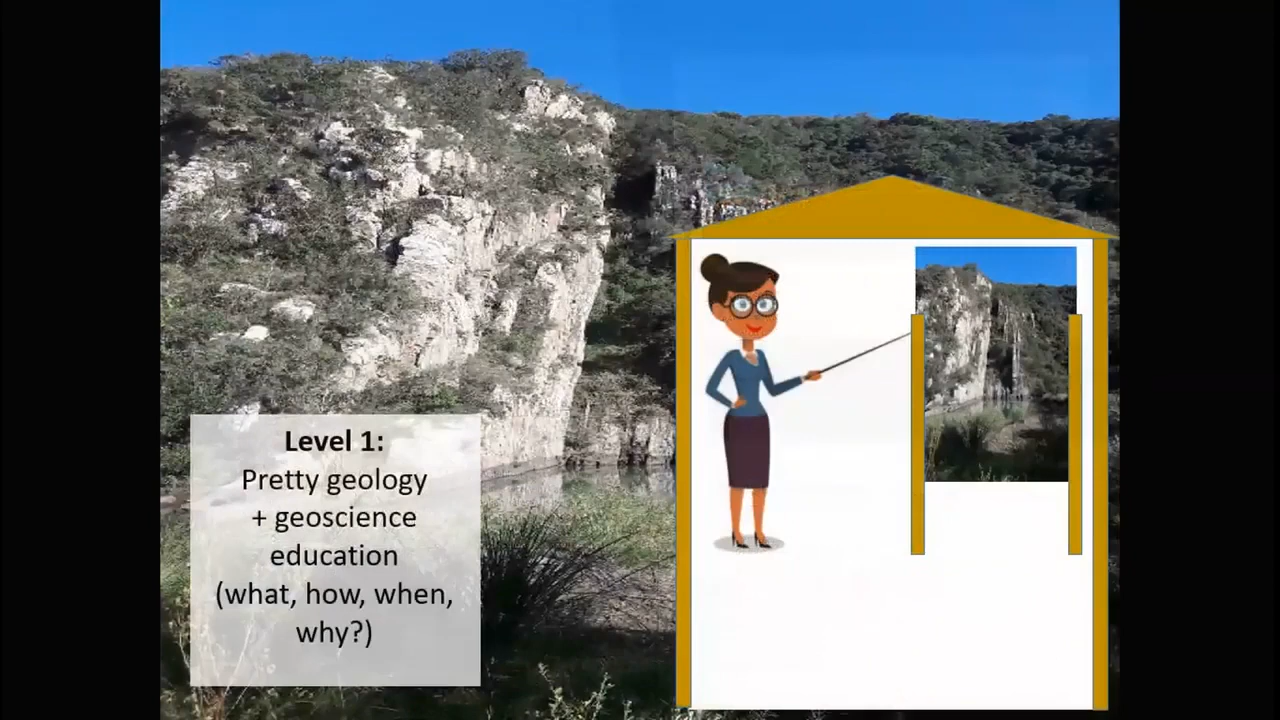 Level 1:
Pretty geology
+ geoscience
education
(what, how, when,
why?)